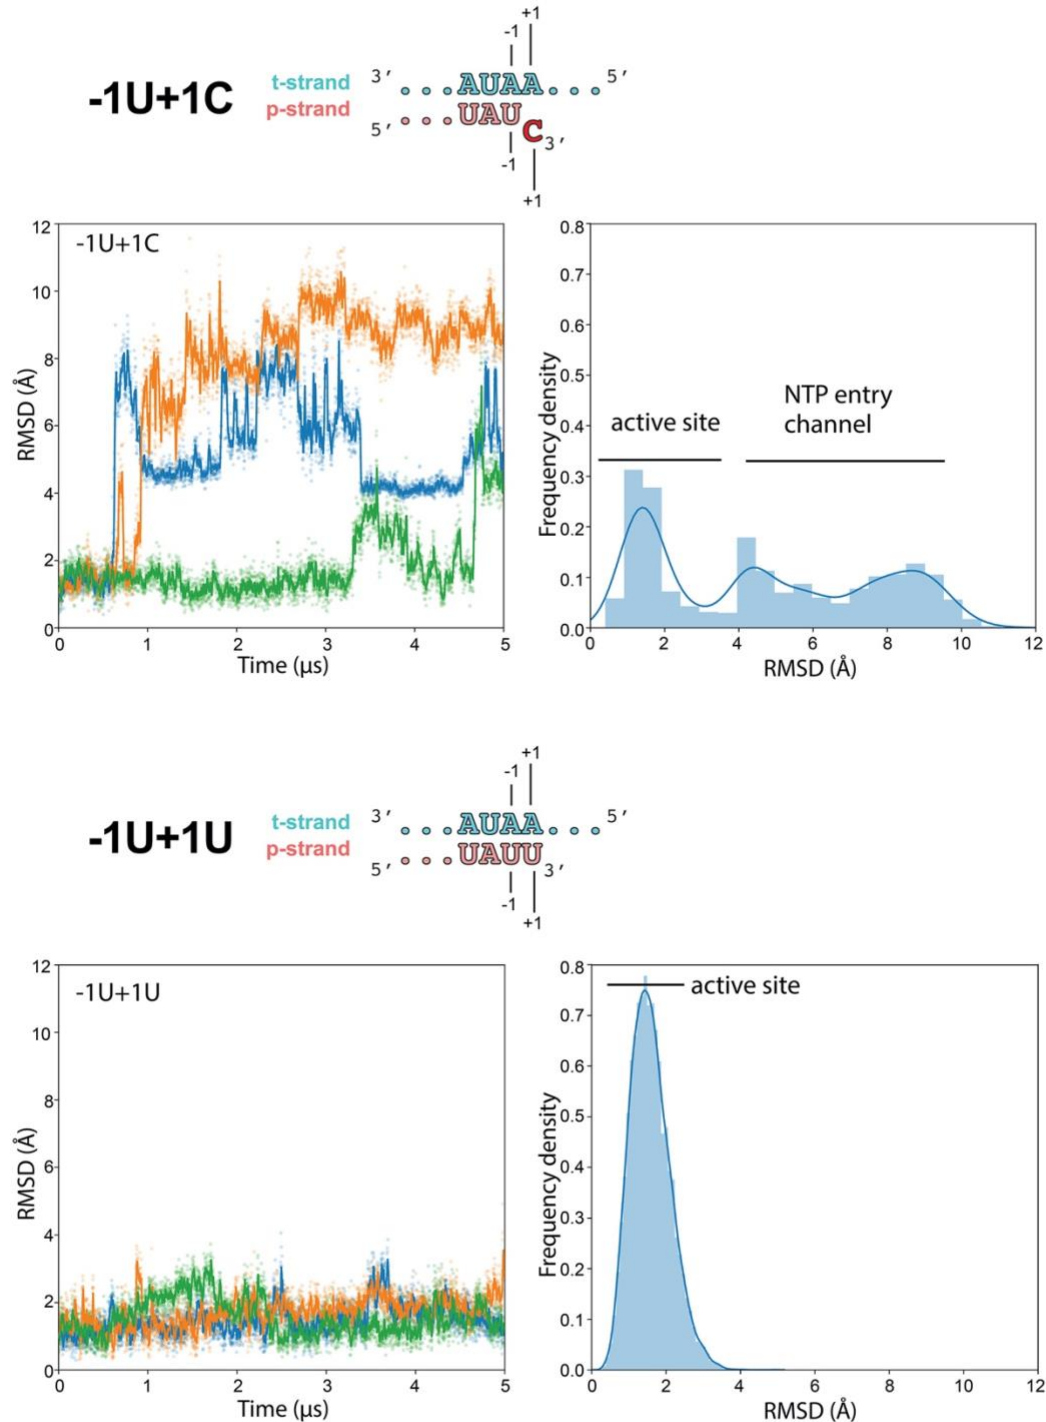 +1
-1
-1U+1C
t-strand 3′ . . . AUAA . . . 5′
p-strand 5′ . . . UAU C 3′
-1
+1
-1U+1C
12
10
8
6
4
2
0
RMSD (Å)
0 1 2 3 4 5
Time (µs)
0.8
0.7
0.6
0.5
0.4
0.3
0.2
0.1
0.0
Frequency density
active site
NTP entry
channel
0 2 4 6 8 10 12
RMSD (Å)
+1
-1
-1U+1U
t-strand 3′ . . . AUAA . . . 5′
p-strand 5′ . . . UAUU 3′
-1
+1
-1U+1U
12
10
8
6
4
2
0
RMSD (Å)
0 1 2 3 4 5
Time (µs)
0.8
0.7
0.6
0.5
0.4
0.3
0.2
0.1
0.0
Frequency density
active site
0 2 4 6 8 10 12
RMSD (Å)